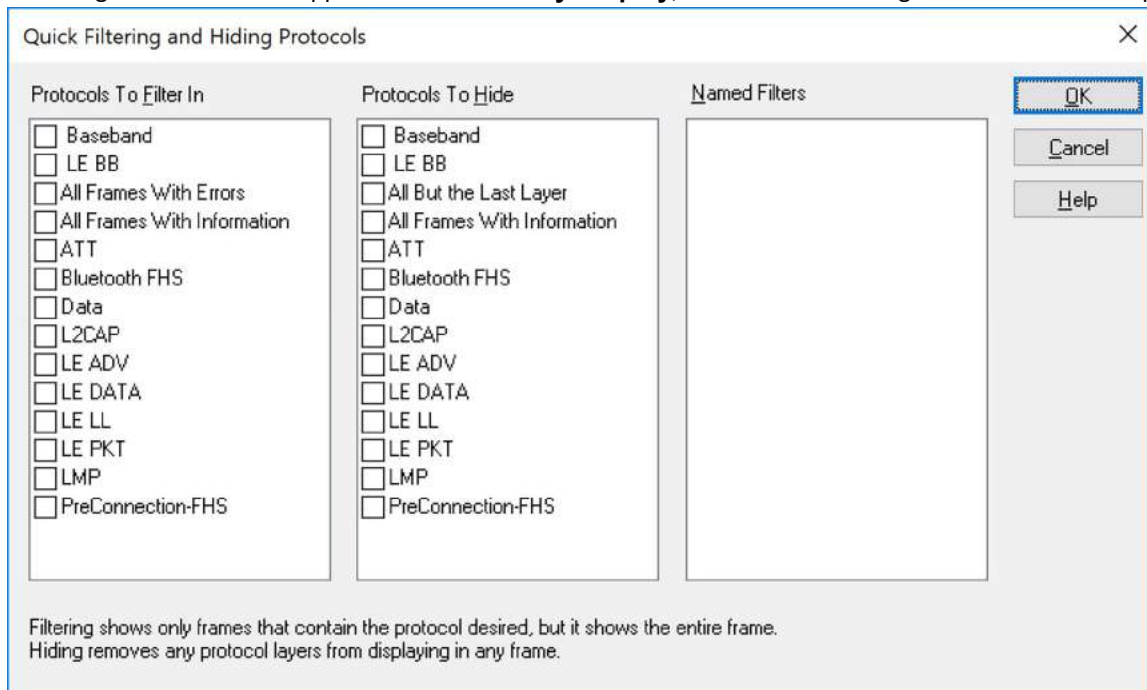 Quick Filtering and Hiding Protocols
Protocols To Filter In
Baseband
LE BB
All Frames With Errors
All Frames With Information
ATT
Bluetooth FHS
Data
L2CAP
LE ADV
LE DATA
LE LL
LE PKT
LMP
PreConnection-FHS
Protocols To Hide
Baseband
LE BB
All But the Last Layer
All Frames With Information
ATT
Bluetooth FHS
Data
L2CAP
LE ADV
LE DATA
LE LL
LE PKT
LMP
PreConnection-FHS
Named Filters
OK
Cancel
Help
Filtering shows only frames that contain the protocol desired, but it shows the entire frame.
Hiding removes any protocol layers from displaying in any frame.